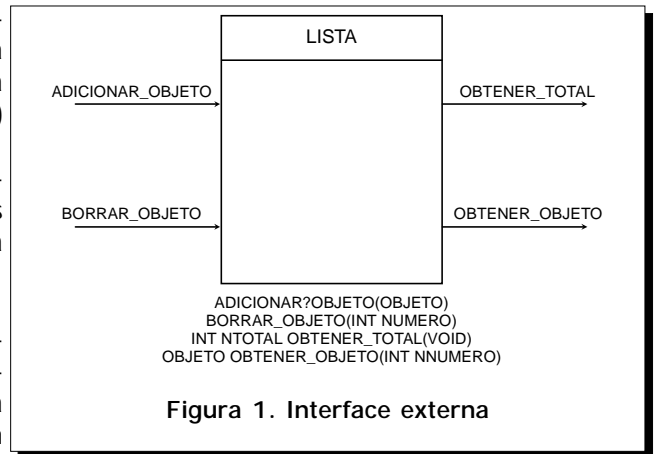 LISTA
ADICIONAR_OBJETO
OBTENER_TOTAL
BORRAR_OBJETO
OBTENER_OBJETO
ADICIONAR?OBJETO(OBJETO)
BORRAR_OBJETO(INT NUMERO)
INT NTOTAL OBTENER_TOTAL(VOID)
OBJETO OBTENER_OBJETO(INT NNUMERO)
Figura 1. Interface externa